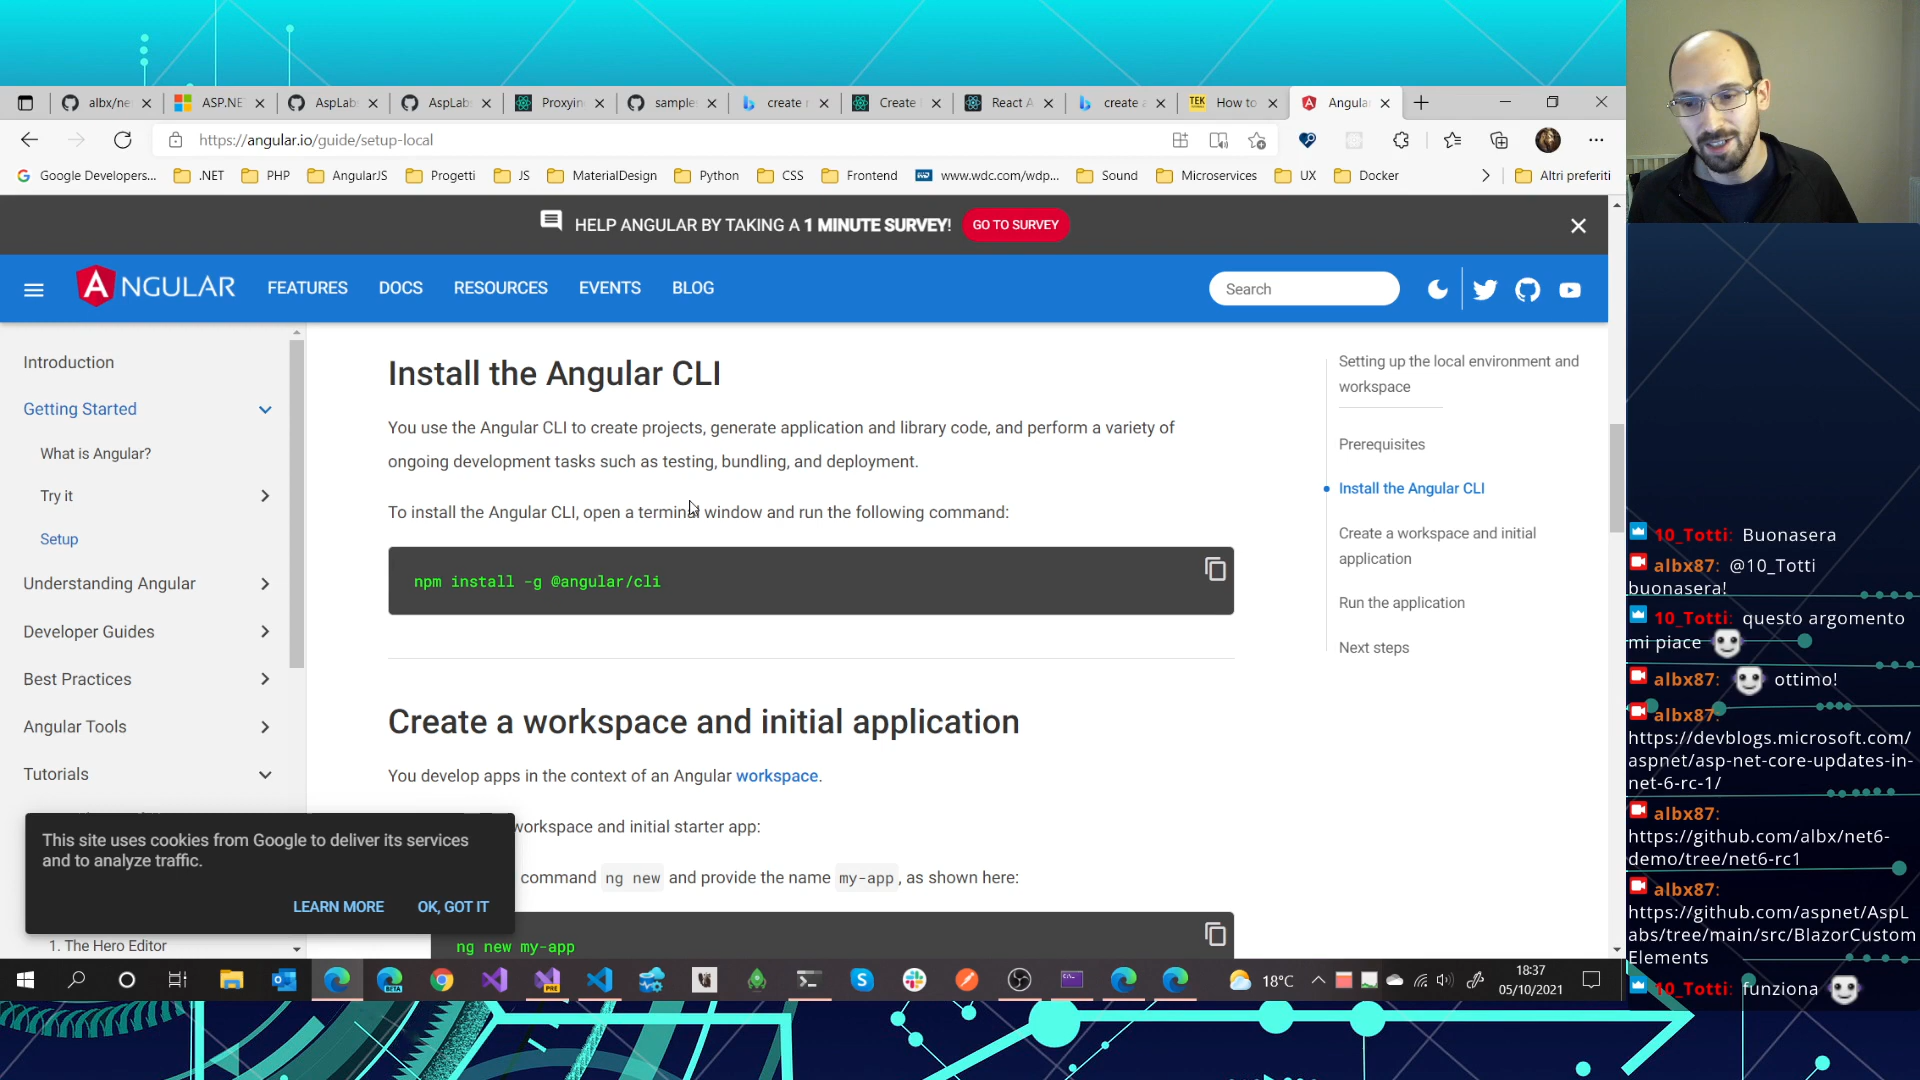 albx/ne
ASP.NE
AspLab
AspLab
Proxyin
sample
create r
Create
React A
create a
TEK
How to
Angula
https://angular.io/guide/setup-local
Google Developers...
.NET
PHP
AngularJS
Progetti
JS
MaterialDesign
Python
CSS
Frontend
www.wdc.com/wdp...
Sound
Microservices
UX
Docker
Altri preferiti
HELP ANGULAR BY TAKING A 1 MINUTE SURVEY!
GO TO SURVEY
ANGULAR
FEATURES
DOCS
RESOURCES
EVENTS
BLOG
Search
Introduction
Getting Started
What is Angular?
Try it
Setup
Understanding Angular
Developer Guides
Best Practices
Angular Tools
Tutorials
1. The Hero Editor
Install the Angular CLI
You use the Angular CLI to create projects, generate application and library code, and perform a variety of
ongoing development tasks such as testing, bundling, and deployment.
To install the Angular CLI, open a terminal window and run the following command:
npm install -g @angular/cli
Create a workspace and initial application
You develop apps in the context of an Angular workspace.
workspace and initial starter app:
command ng new and provide the name my-app, as shown here:
ng new my-app
Setting up the local environment and
workspace
Prerequisites
Install the Angular CLI
Create a workspace and initial
application
Run the application
Next steps
This site uses cookies from Google to deliver its services
and to analyze traffic.
LEARN MORE
OK, GOT IT
BETA
PRE
18°C
18:37
05/10/2021
10_Totti: Buonasera
albx87: @10_Totti
buonasera!
10_Totti: questo argomento
mi piace
albx87: ottimo!
albx87:
https://devblogs.microsoft.com/
aspnet/asp-net-core-updates-in-
net-6-rc-1/
albx87:
https://github.com/albx/net6-
demo/tree/net6-rc1
albx87:
https://github.com/aspnet/AspL
abs/tree/main/src/BlazorCustom
Elements
10_Totti: funziona